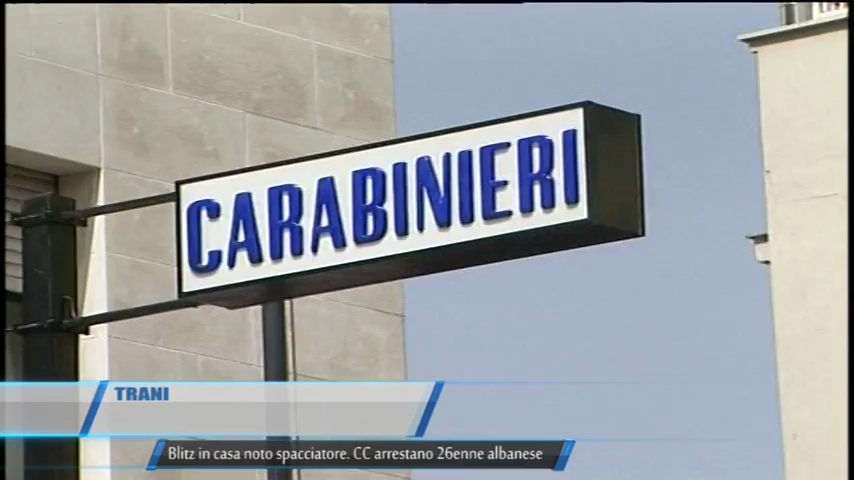 CARABINIERI
TRANI
Blitz in casa noto spacciatore. CC arrestano 26enne albanese